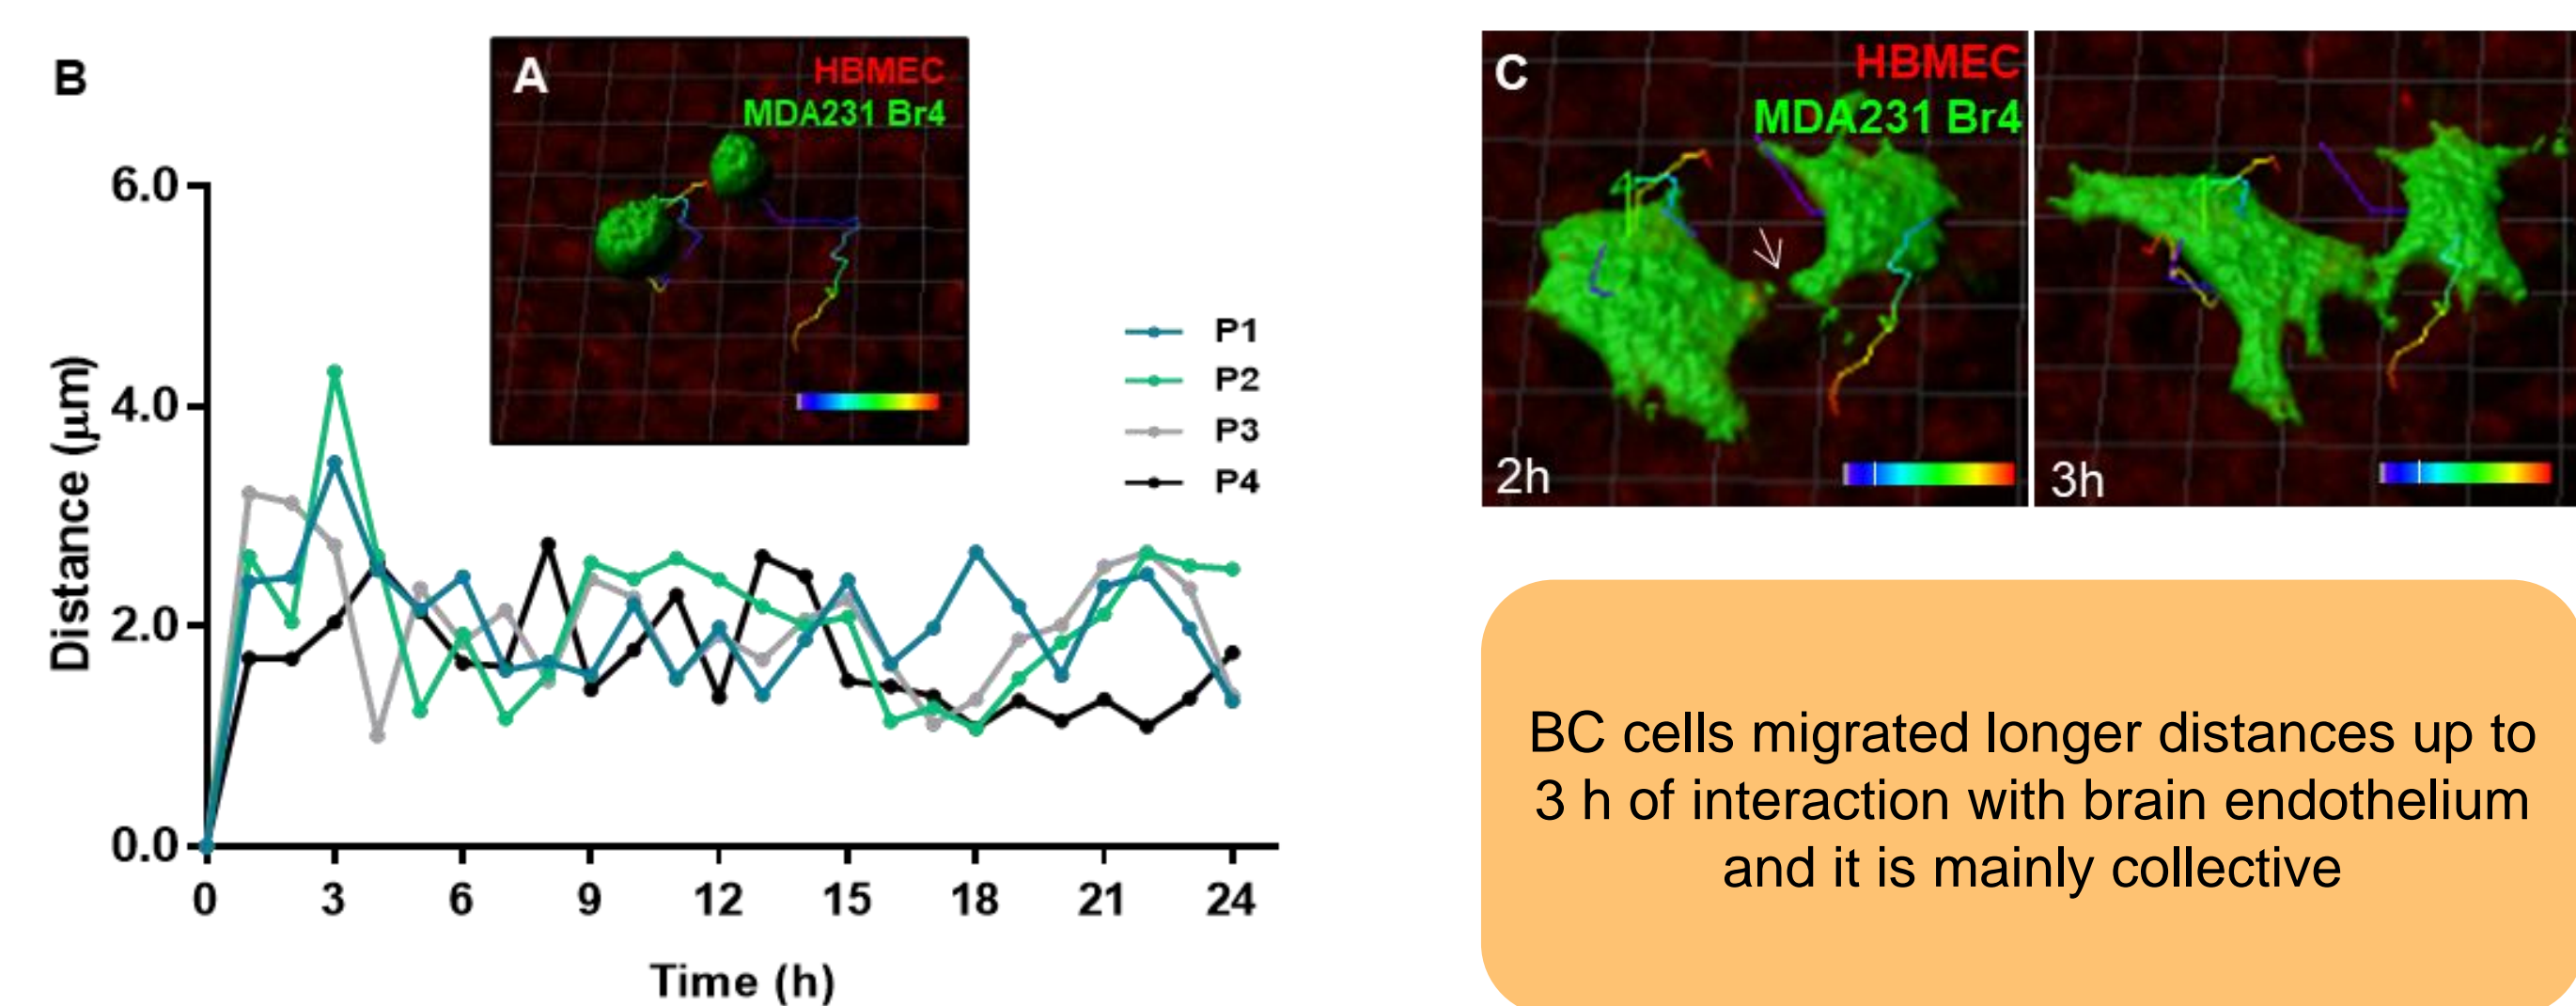 B
A
HBMEC
MDA231 Br4
6.0
4.0
2.0
0.0
Distance (µm)
P1
P2
P3
P4
0 3 6 9 12 15 18 21 24
Time (h)
C
HBMEC
MDA231 Br4
2h
3h
BC cells migrated longer distances up to
3 h of interaction with brain endothelium
and it is mainly collective